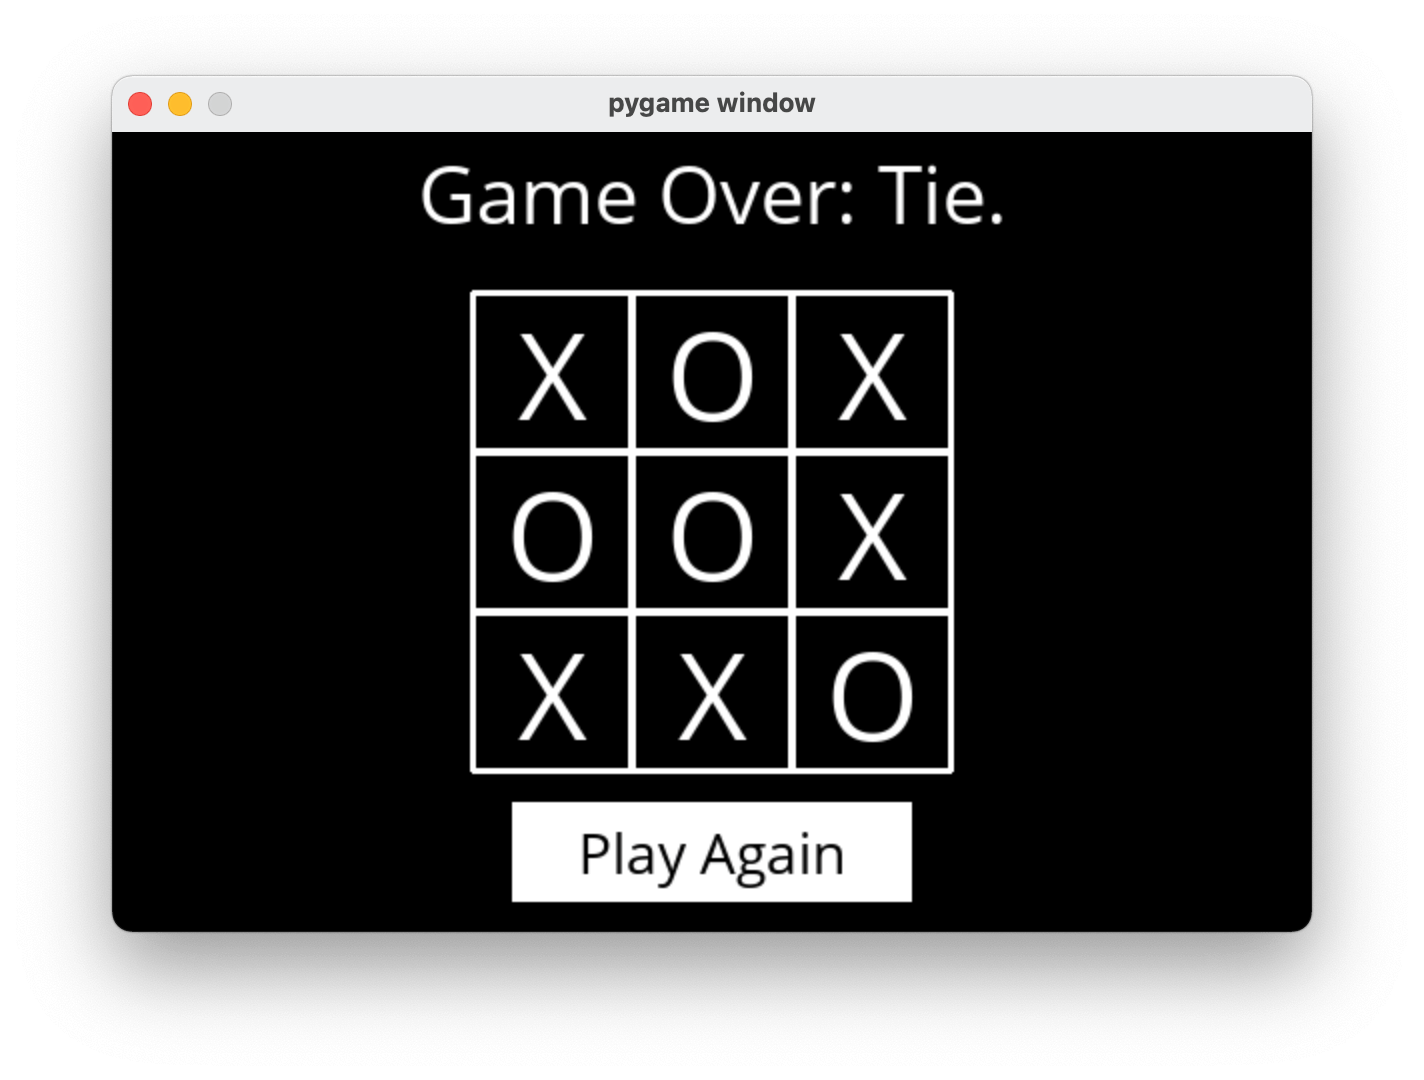 pygame window
Game Over: Tie.
X O X
O O X
X X O
Play Again